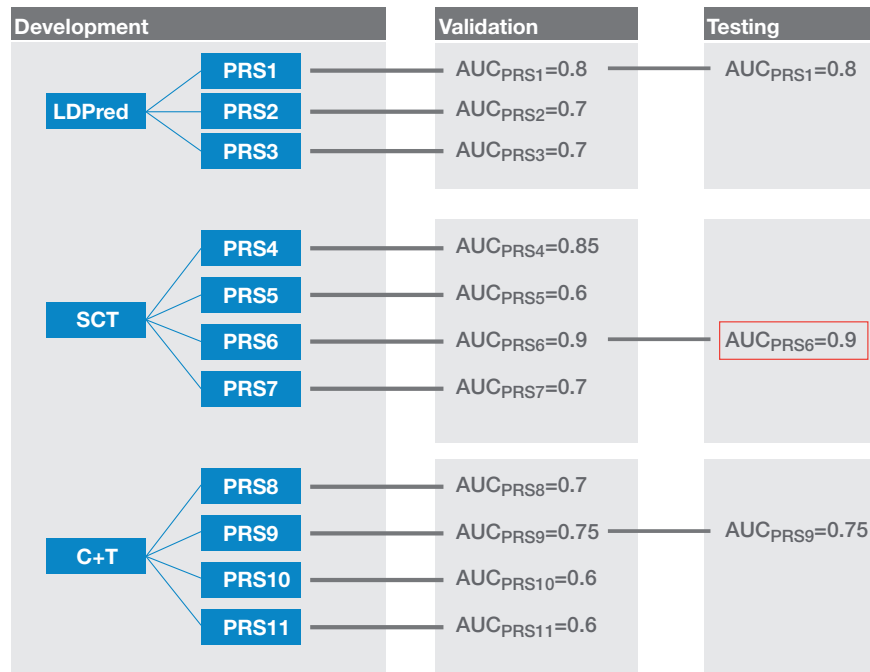 Development Validation Testing
PRS1 AUCPRS1=0.8 AUCPRS1=0.8
LDPred PRS2 AUCPRS2=0.7
PRS3 AUCPRS3=0.7
PRS4 AUCPRS4=0.85
PRS5 AUCPRS5=0.6
SCT
PRS6 AUCPRS6=0.9 AUCPRS6=0.9
PRS7 AUCPRS7=0.7
PRS8 AUCPRS8=0.7
PRS9 AUCPRS9=0.75 AUCPRS9=0.75
C+T
PRS10 AUCPRS10=0.6
PRS11 AUCPRS11=0.6